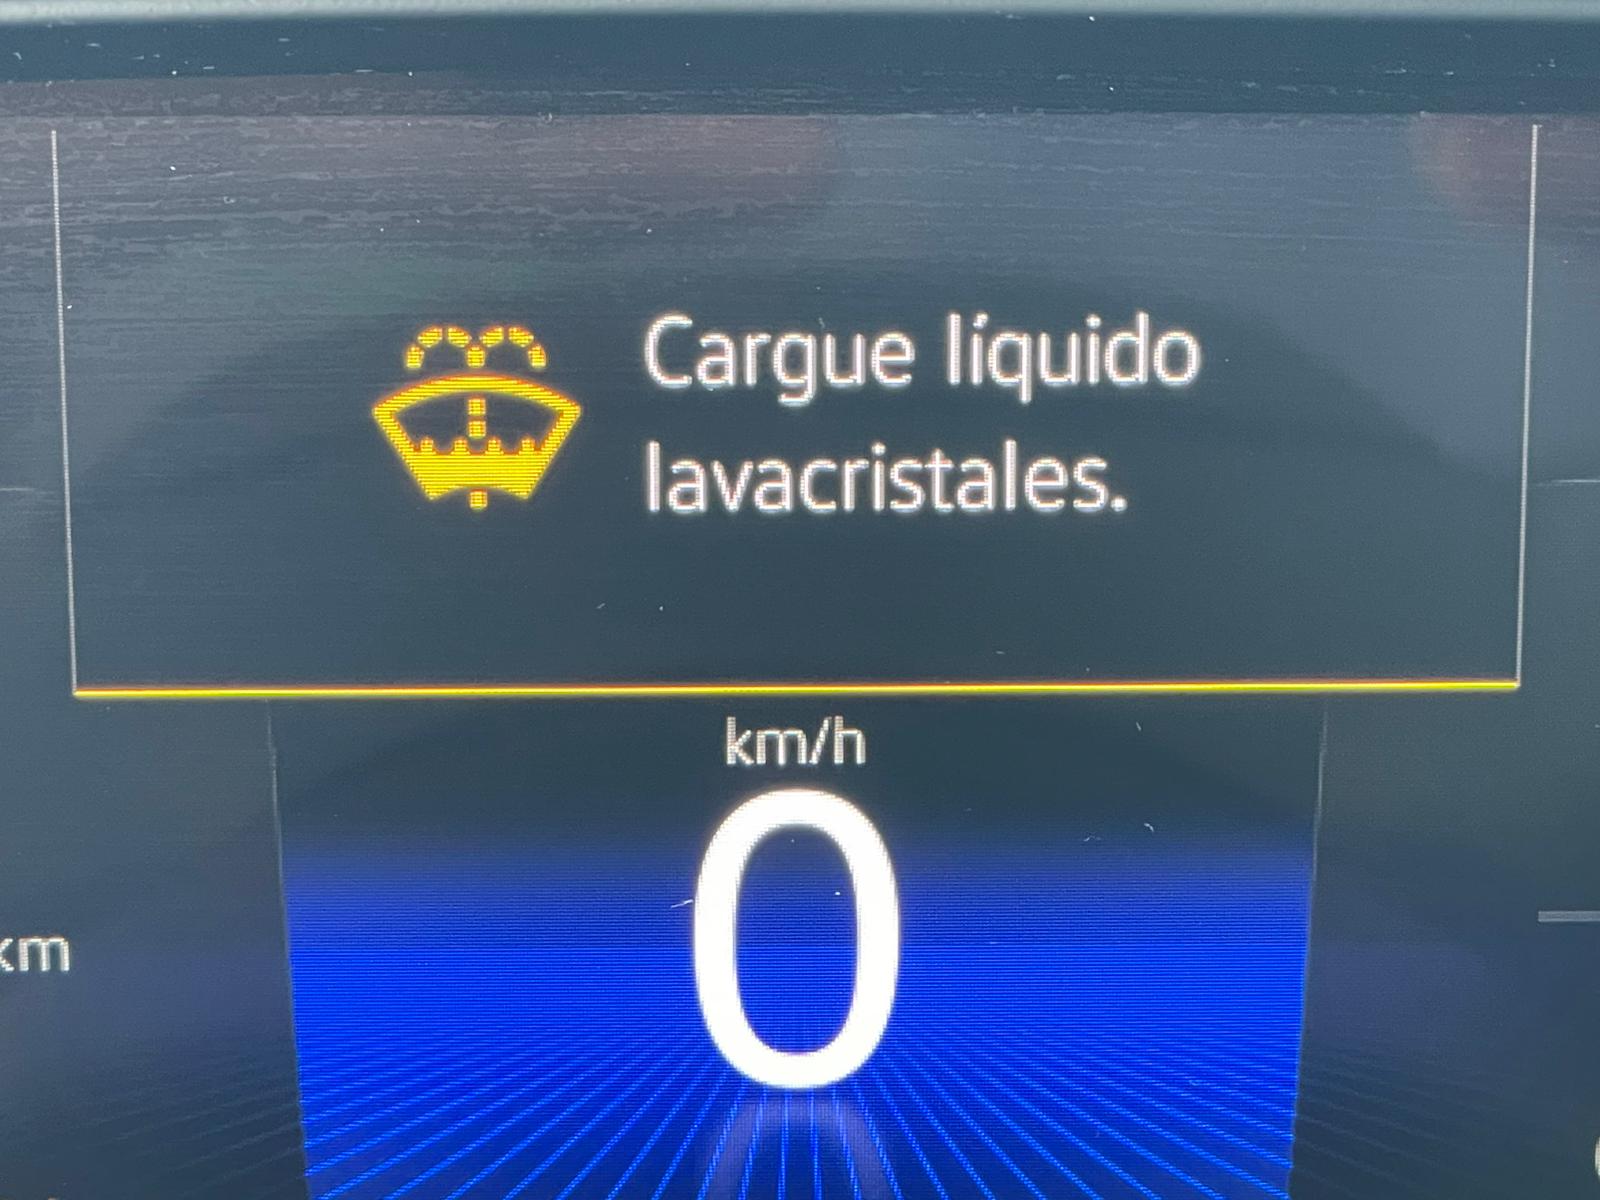 Cargue líquido
lavacristales.
km/h
0
km